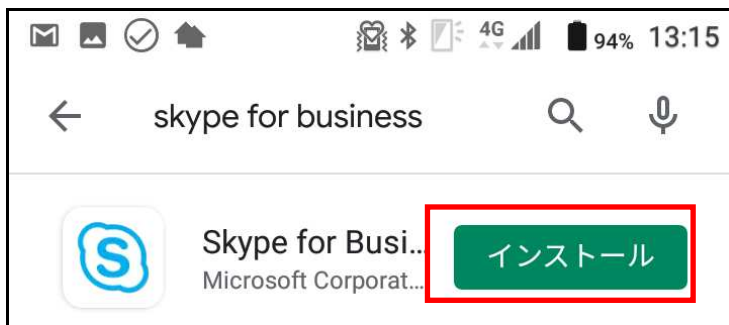 4G 94% 13:15
skype for business
Skype for Busi...
インストール
Microsoft Corporat...